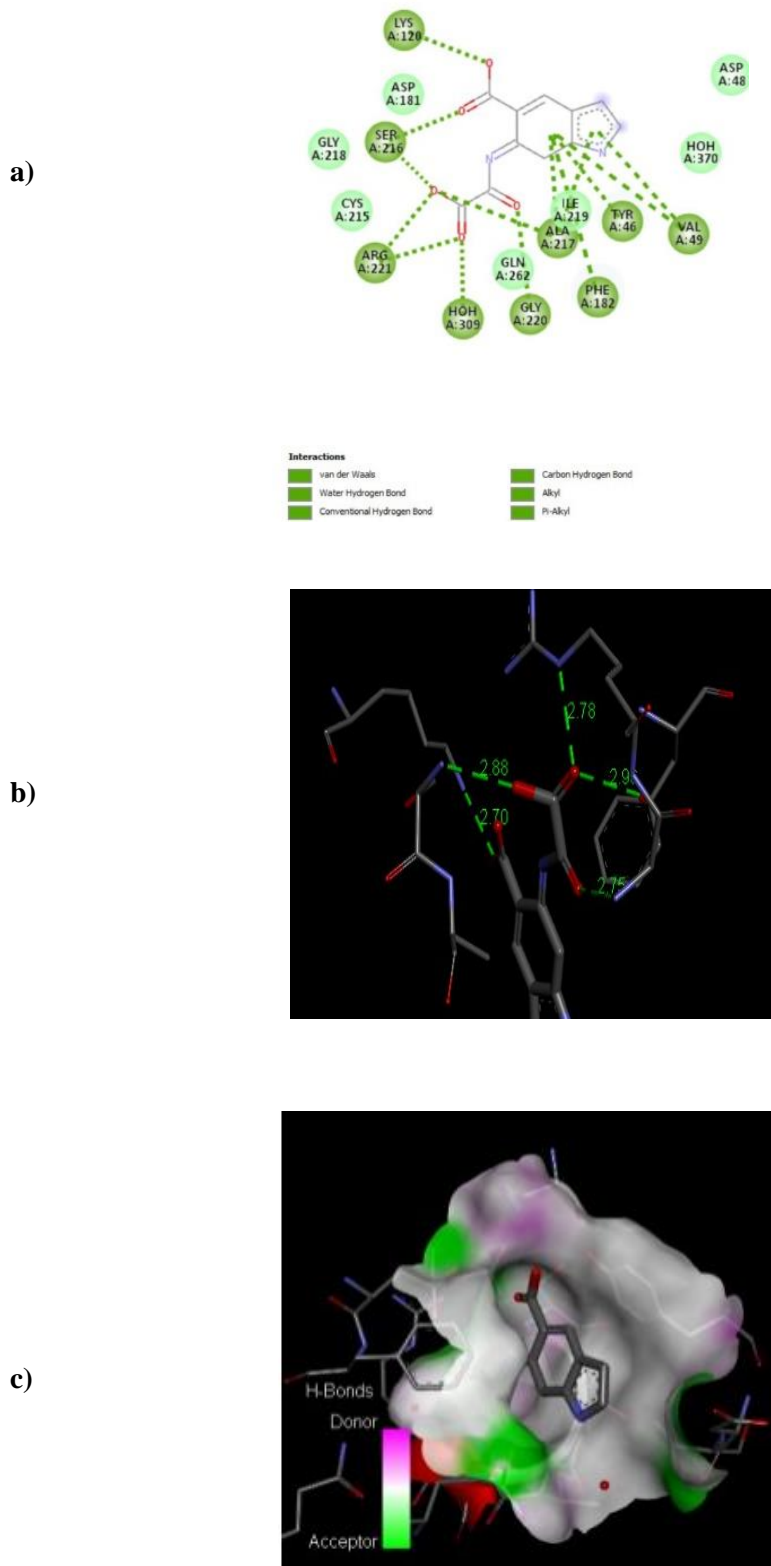 a)
LYS
A:120
ASP
A:181
SER
A:216
GLY
A:218
CYS
A:215
ARG
A:221
HOH
A:309
GLN
A:262
GLY
A:220
ILE
A:219
ALA
A:217
PHE
A:182
TYR
A:46
VAL
A:49
HOH
A:370
ASP
A:48
O
O
N
O
O
O
N
Interactions
van der Waals
Water Hydrogen Bond
Conventional Hydrogen Bond
Carbon Hydrogen Bond
Alkyl
Pi-Alkyl
b)
2.78
2.88
2.70
2.75
c)
H-Bonds
Donor
Acceptor